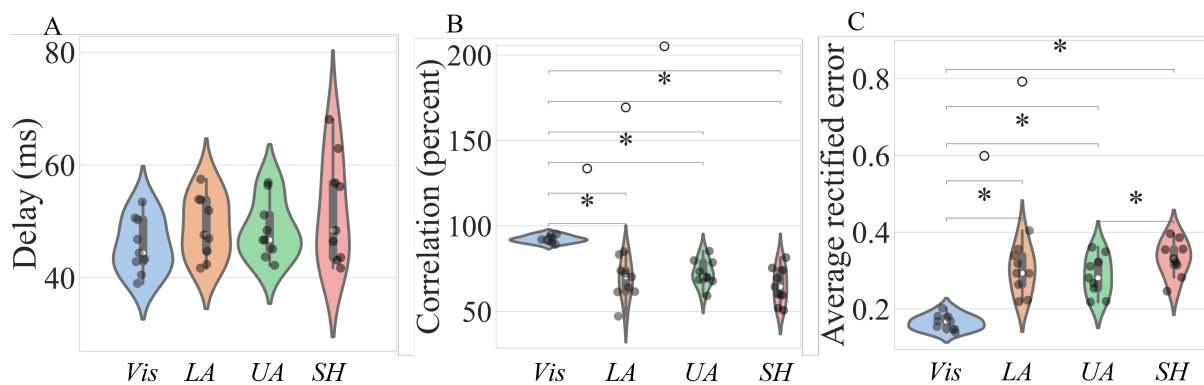 A
Delay (ms)
80
60
40
Vis LA UA SH
B
Correlation (percent)
200
150
100
50
*
*
*
Vis LA UA SH
C
Average rectified error
0.8
0.6
0.4
0.2
*
*
*
*
Vis LA UA SH